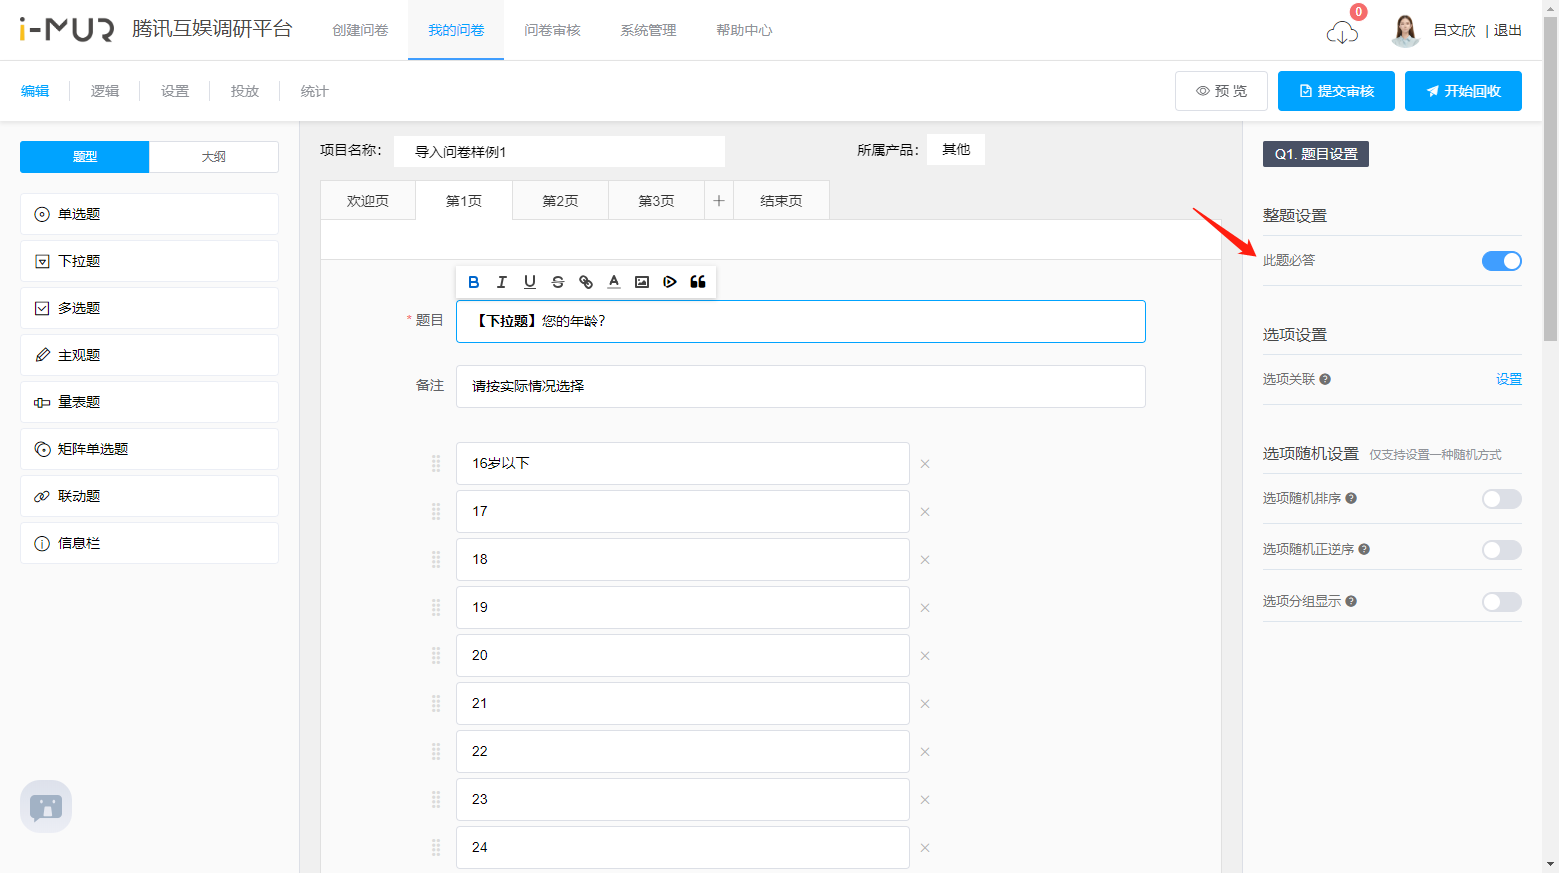 i-MUR 腾讯互娱调研平台 创建问卷 我的问卷 问卷审核 系统管理 帮助中心 0 吕文欣 | 退出
编辑 逻辑 设置 投放 统计 预 览 提交审核 开始回收
题型 大纲
单选题
下拉题
多选题
主观题
量表题
矩阵单选题
联动题
信息栏
项目名称: 导入问卷样例1 所属产品: 其他
欢迎页 第1页 第2页 第3页 + 结束页
B I U S A
* 题目 【下拉题】您的年龄?
备注 请按实际情况选择
16岁以下
17
18
19
20
21
22
23
24
Q1. 题目设置
整题设置
此题必答
选项设置
选项关联 ? 设置
选项随机设置 仅支持设置一种随机方式
选项随机排序 ?
选项随机正逆序 ?
选项分组显示 ?